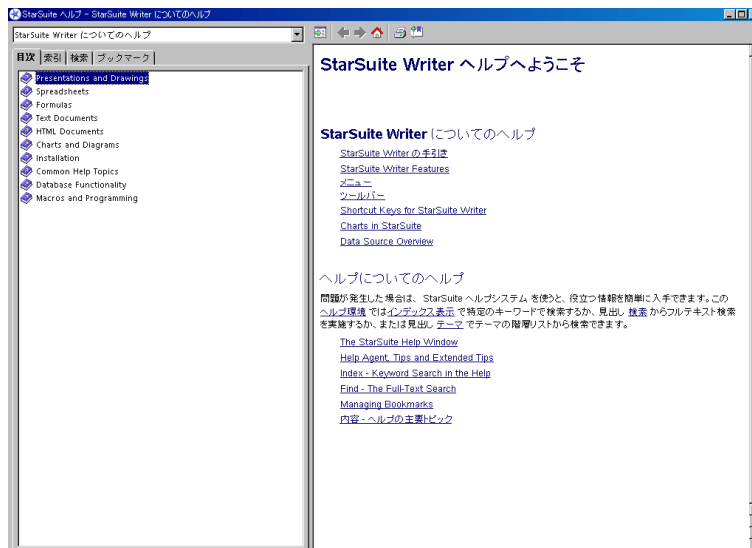 StarSuite ヘルプ - StarSuite Writer についてのヘルプ
StarSuite Writer についてのヘルプ
目次 索引 検索 ブックマーク
Presentations and Drawings
Spreadsheets
Formulas
Text Documents
HTML Documents
Charts and Diagrams
Installation
Common Help Topics
Database Functionality
Macros and Programming
StarSuite Writer ヘルプへようこそ
StarSuite Writer についてのヘルプ
StarSuite Writer の手引き
StarSuite Writer Features
メニュー
ツールバー
Shortcut Keys for StarSuite Writer
Charts in StarSuite
Data Source Overview
ヘルプについてのヘルプ
問題が発生した場合は、 StarSuite ヘルプシステム を使うと、役立つ情報を簡単に入手できます。この
ヘルプ環境 ではインデックス表示 で特定のキーワードで検索するか、見出し 検索 からフルテキスト検索
を実施するか、または見出し テーマ でテーマの階層リストから検索できます。
The StarSuite Help Window
Help Agent, Tips and Extended Tips
Index - Keyword Search in the Help
Find - The Full-Text Search
Managing Bookmarks
内容 - ヘルプの主要トピック